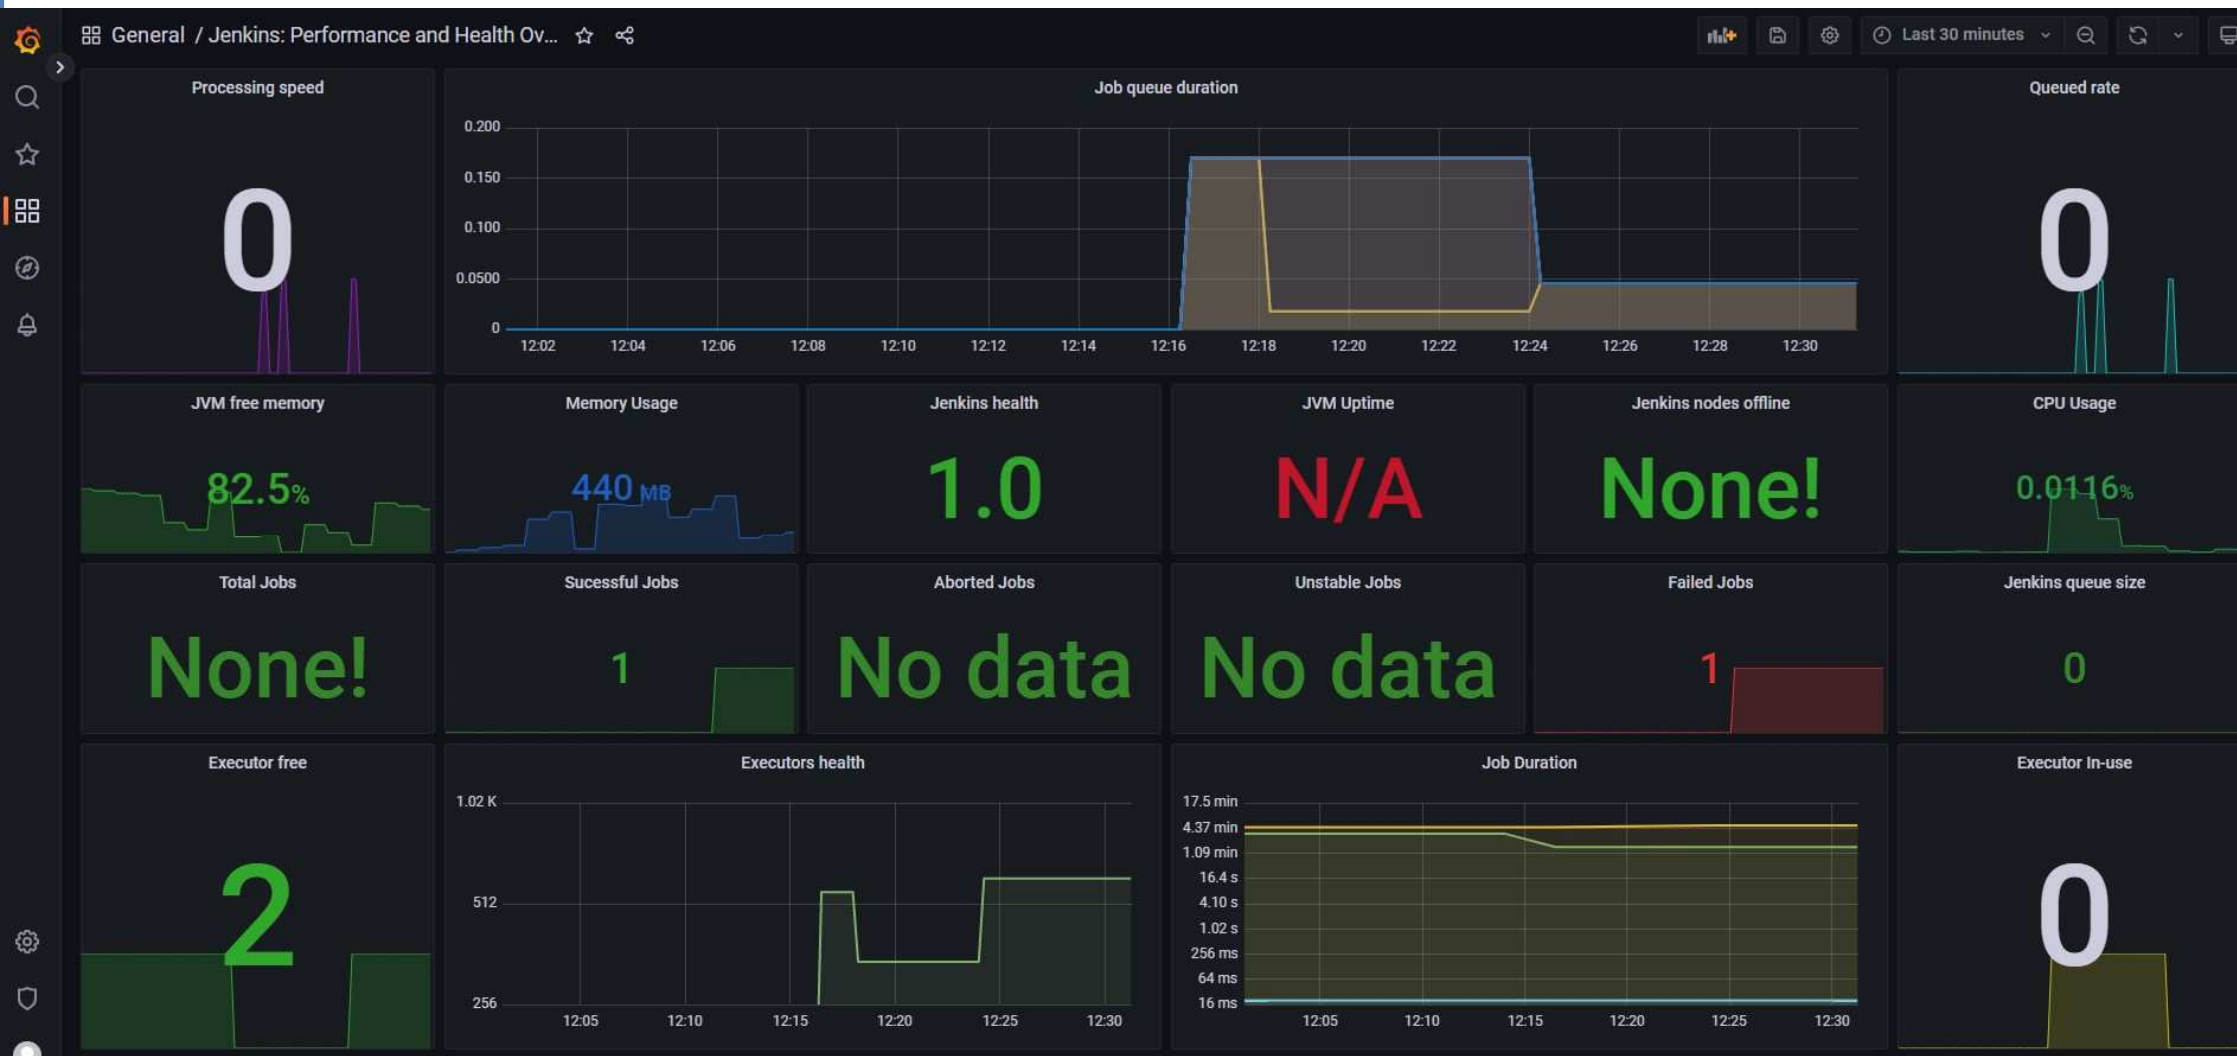 General / Jenkins: Performance and Health Ov...
Last 30 minutes
Processing speed
0
Job queue duration
0.200
0.150
0.100
0.0500
0
12:02 12:04 12:06 12:08 12:10 12:12 12:14 12:16 12:18 12:20 12:22 12:24 12:26 12:28 12:30
Queued rate
0
JVM free memory
82.5%
Memory Usage
440 MB
Jenkins health
1.0
JVM Uptime
N/A
Jenkins nodes offline
None!
CPU Usage
0.0116%
Total Jobs
None!
Sucessful Jobs
1
Aborted Jobs
No data
Unstable Jobs
No data
Failed Jobs
1
Jenkins queue size
0
Executor free
2
Executors health
1.02 K
512
256
12:05 12:10 12:15 12:20 12:25 12:30
Job Duration
17.5 min
4.37 min
1.09 min
16.4 s
4.10 s
1.02 s
256 ms
64 ms
16 ms
12:05 12:10 12:15 12:20 12:25 12:30
Executor In-use
0